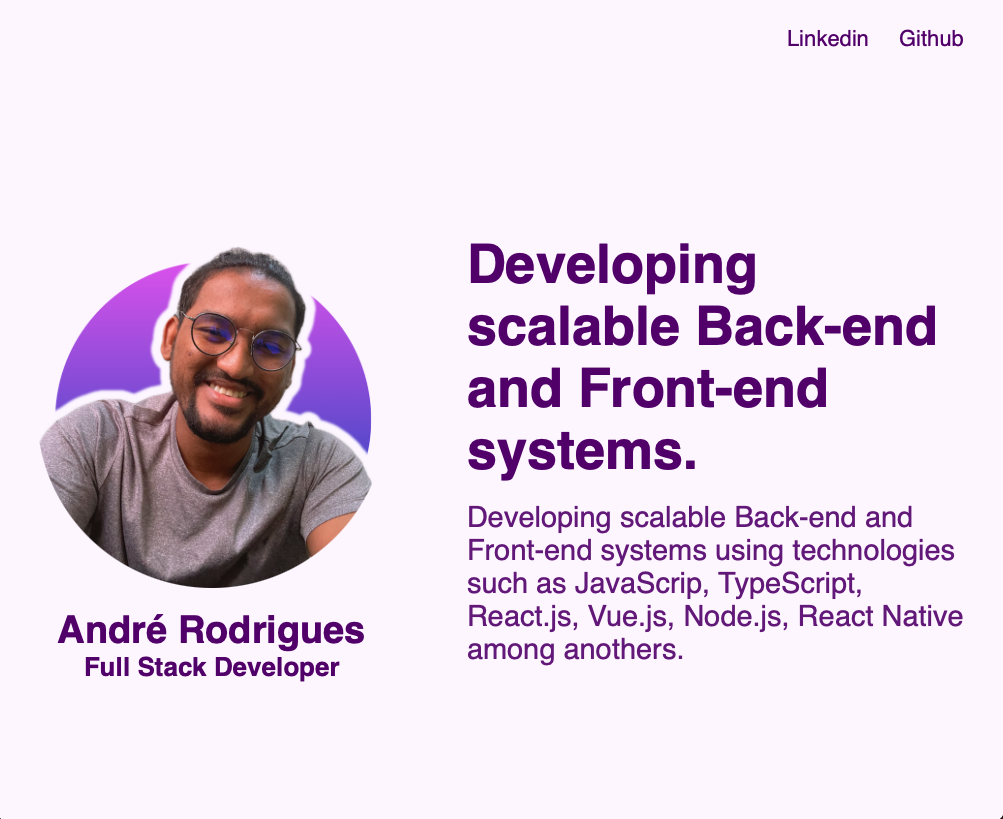 Linkedin Github
Developing
scalable Back-end
and Front-end
systems.
Developing scalable Back-end and
Front-end systems using technologies
such as JavaScrip, TypeScript,
React.js, Vue.js, Node.js, React Native
among anothers.
André Rodrigues
Full Stack Developer